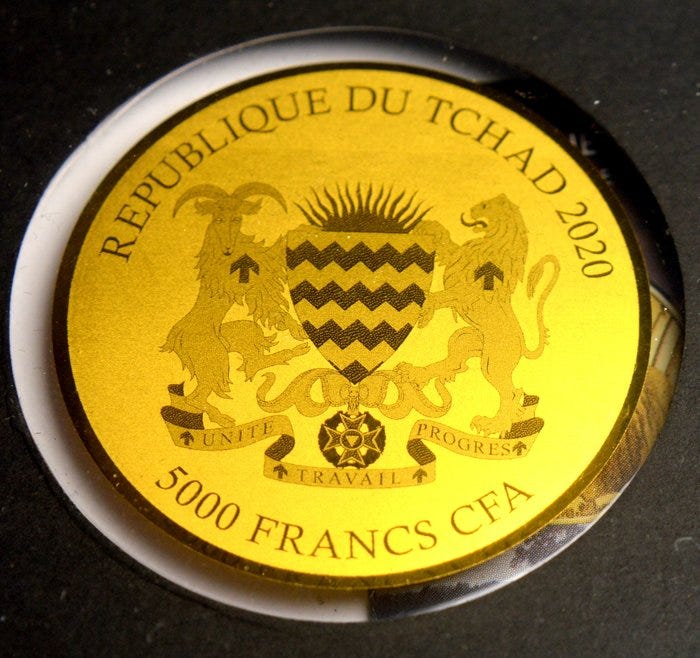 REPUBLIQUE DU TCHAD 2020
UNITE
TRAVAIL
PROGRES
5000 FRANCS CFA